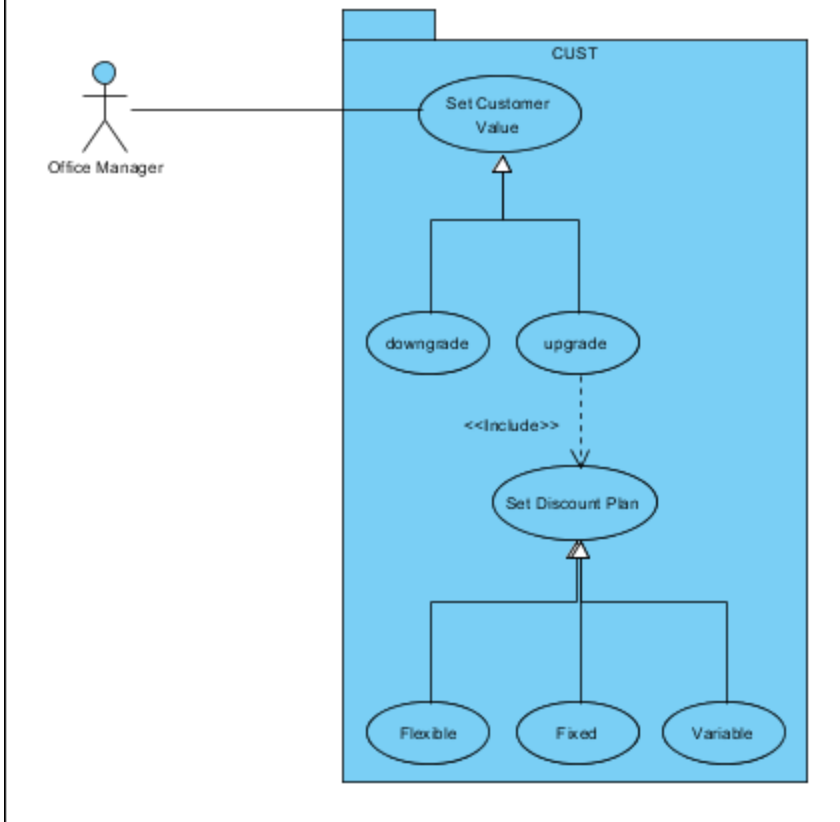 CUST
Set Customer
Value
Office Manager
downgrade
upgrade
<<Include>>
Set Discount Plan
Flexible
Fixed
Variable